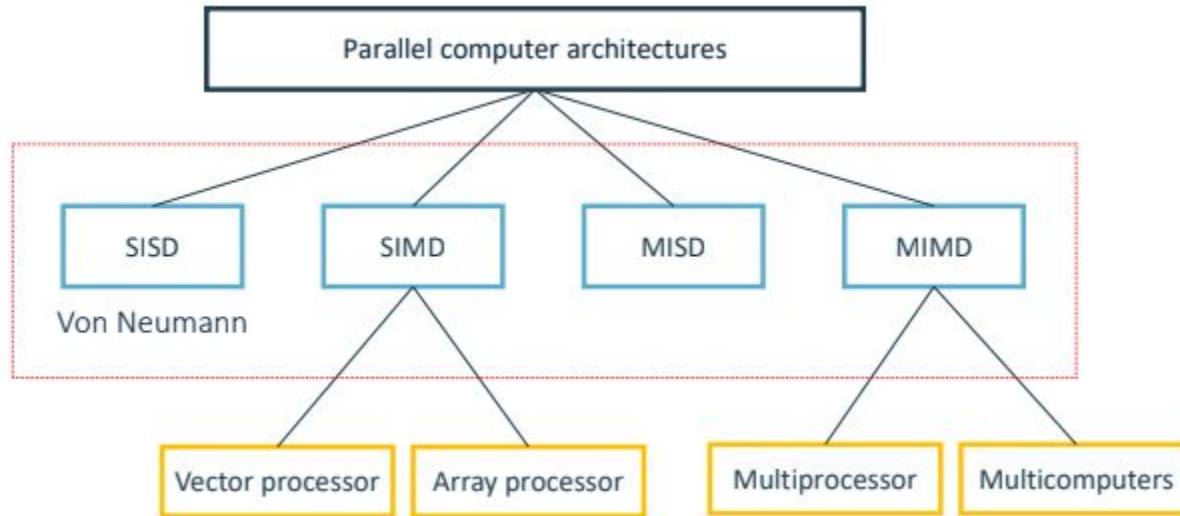 Parallel computer architectures
SISD
SIMD
MISD
MIMD
Von Neumann
Vector processor
Array processor
Multiprocessor
Multicomputers